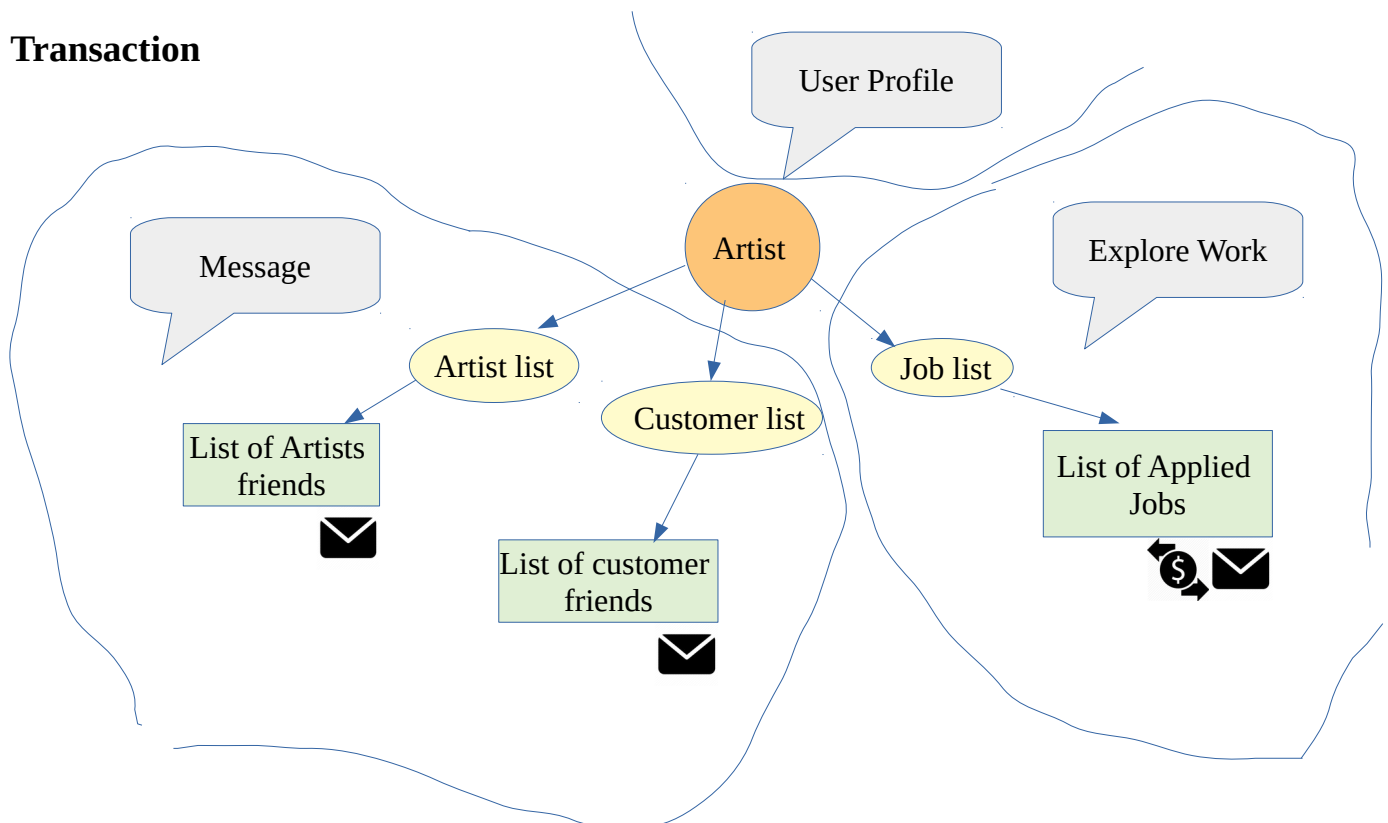 Transaction
User Profile
Message
Artist
Explore Work
Artist list
Customer list
Job list
List of Artists
friends
List of customer
friends
List of Applied
Jobs
$